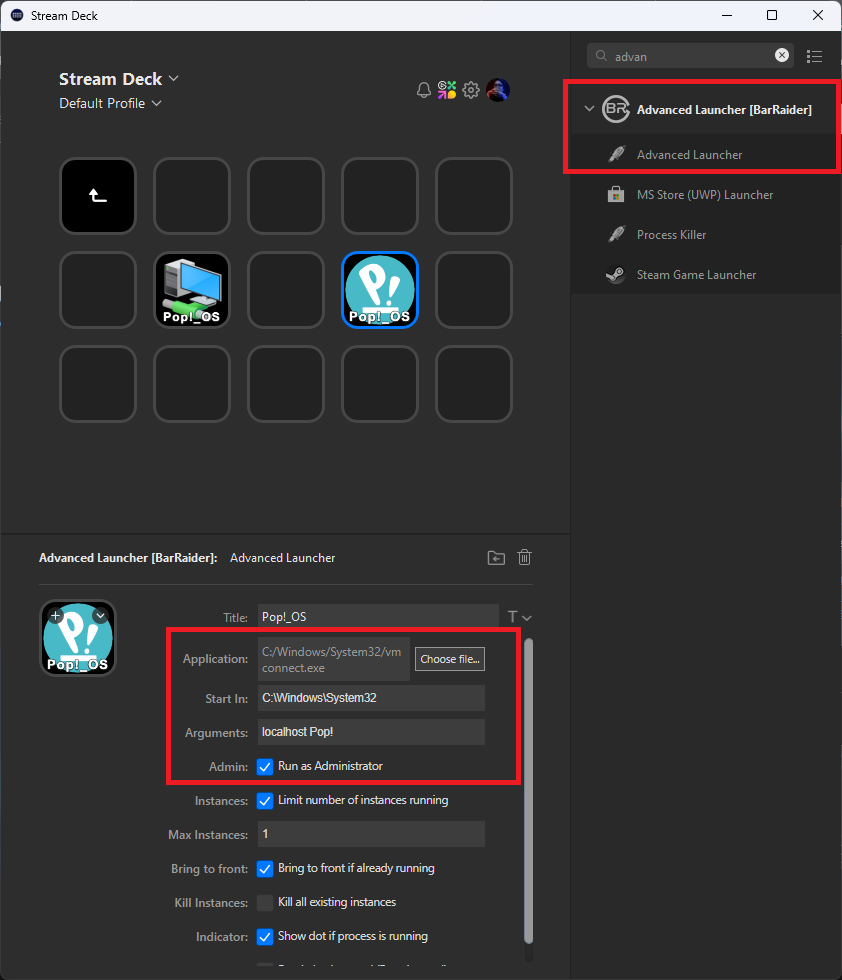 Stream Deck
advan
Stream Deck
Default Profile
BR
Advanced Launcher [BarRaider]
Advanced Launcher
MS Store (UWP) Launcher
Process Killer
Steam Game Launcher
Pop!_OS
P!
Pop!_OS
Advanced Launcher [BarRaider]: Advanced Launcher
Title: Pop!_OS T
P!
Pop!_OS
Application: C:/Windows/System32/vm
connect.exe
Choose file...
Start In: C:\Windows\System32
Arguments: localhost Pop!
Admin: Run as Administrator
Instances: Limit number of instances running
Max Instances: 1
Bring to front: Bring to front if already running
Kill Instances: Kill all existing instances
Indicator: Show dot if process is running